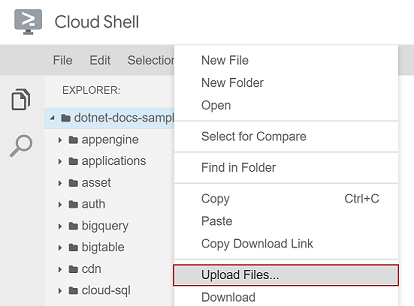 Cloud Shell
File Edit Selection
EXPLORER:
dotnet-docs-sampl
appengine
applications
asset
auth
bigquery
bigtable
cdn
cloud-sql
New File
New Folder
Open
Select for Compare
Find in Folder
Copy Ctrl+C
Paste
Copy Download Link
Upload Files...
Download